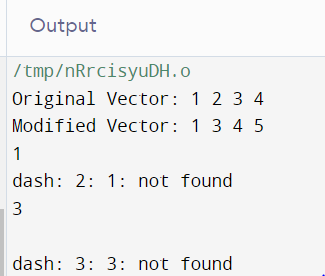 Output
/tmp/nRrcisyuDH.o
Original Vector: 1 2 3 4
Modified Vector: 1 3 4 5
1
dash: 2: 1: not found
3
dash: 3: 3: not found